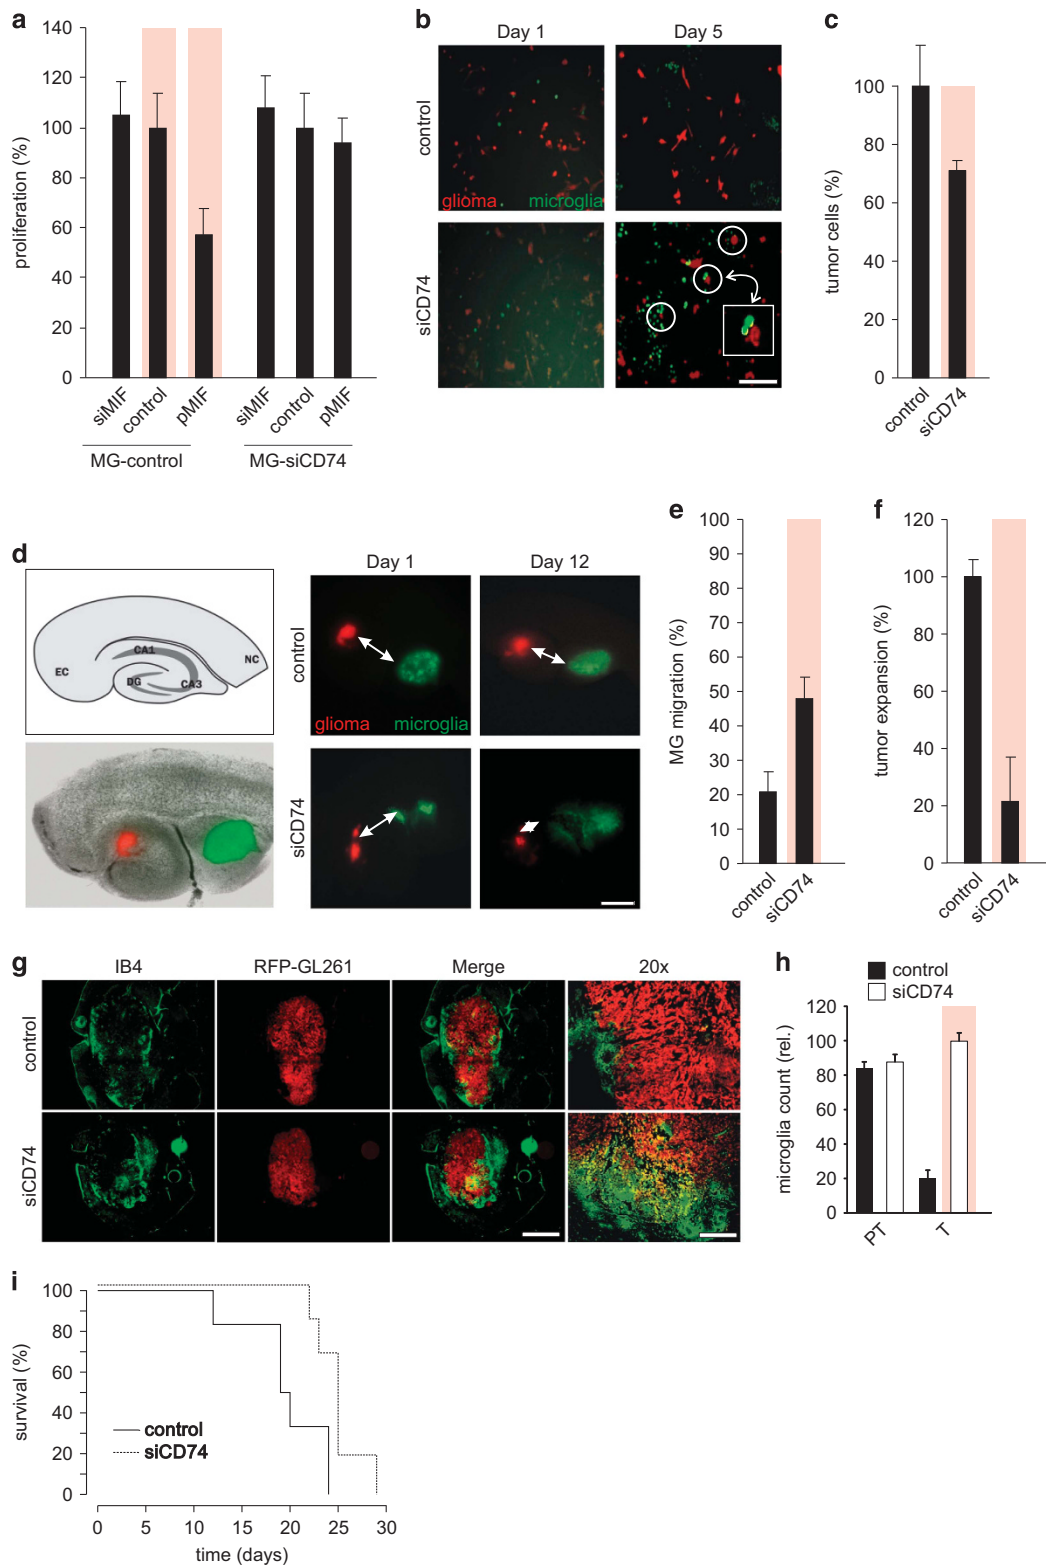 a
140
120
100
80
60
40
20
0
proliferation (%)
siMIF
control
pMIF
siMIF
control
pMIF
MG-control
MG-siCD74
b
Day 1
Day 5
control
siCD74
glioma
microglia
c
100
80
60
40
20
0
tumor cells (%)
control
siCD74
d
EC
CA1
DG
CA3
NC
Day 1
Day 12
control
siCD74
glioma
microglia
e
100
90
80
70
60
50
40
30
20
10
0
MG migration (%)
control
siCD74
f
120
100
80
60
40
20
0
tumor expansion (%)
control
siCD74
g
IB4
RFP-GL261
Merge
20x
control
siCD74
h
control
siCD74
120
100
80
60
40
20
0
microglia count (rel.)
PT
T
i
100
80
60
40
20
0
survival (%)
control
siCD74
0
5
10
15
20
25
30
time (days)